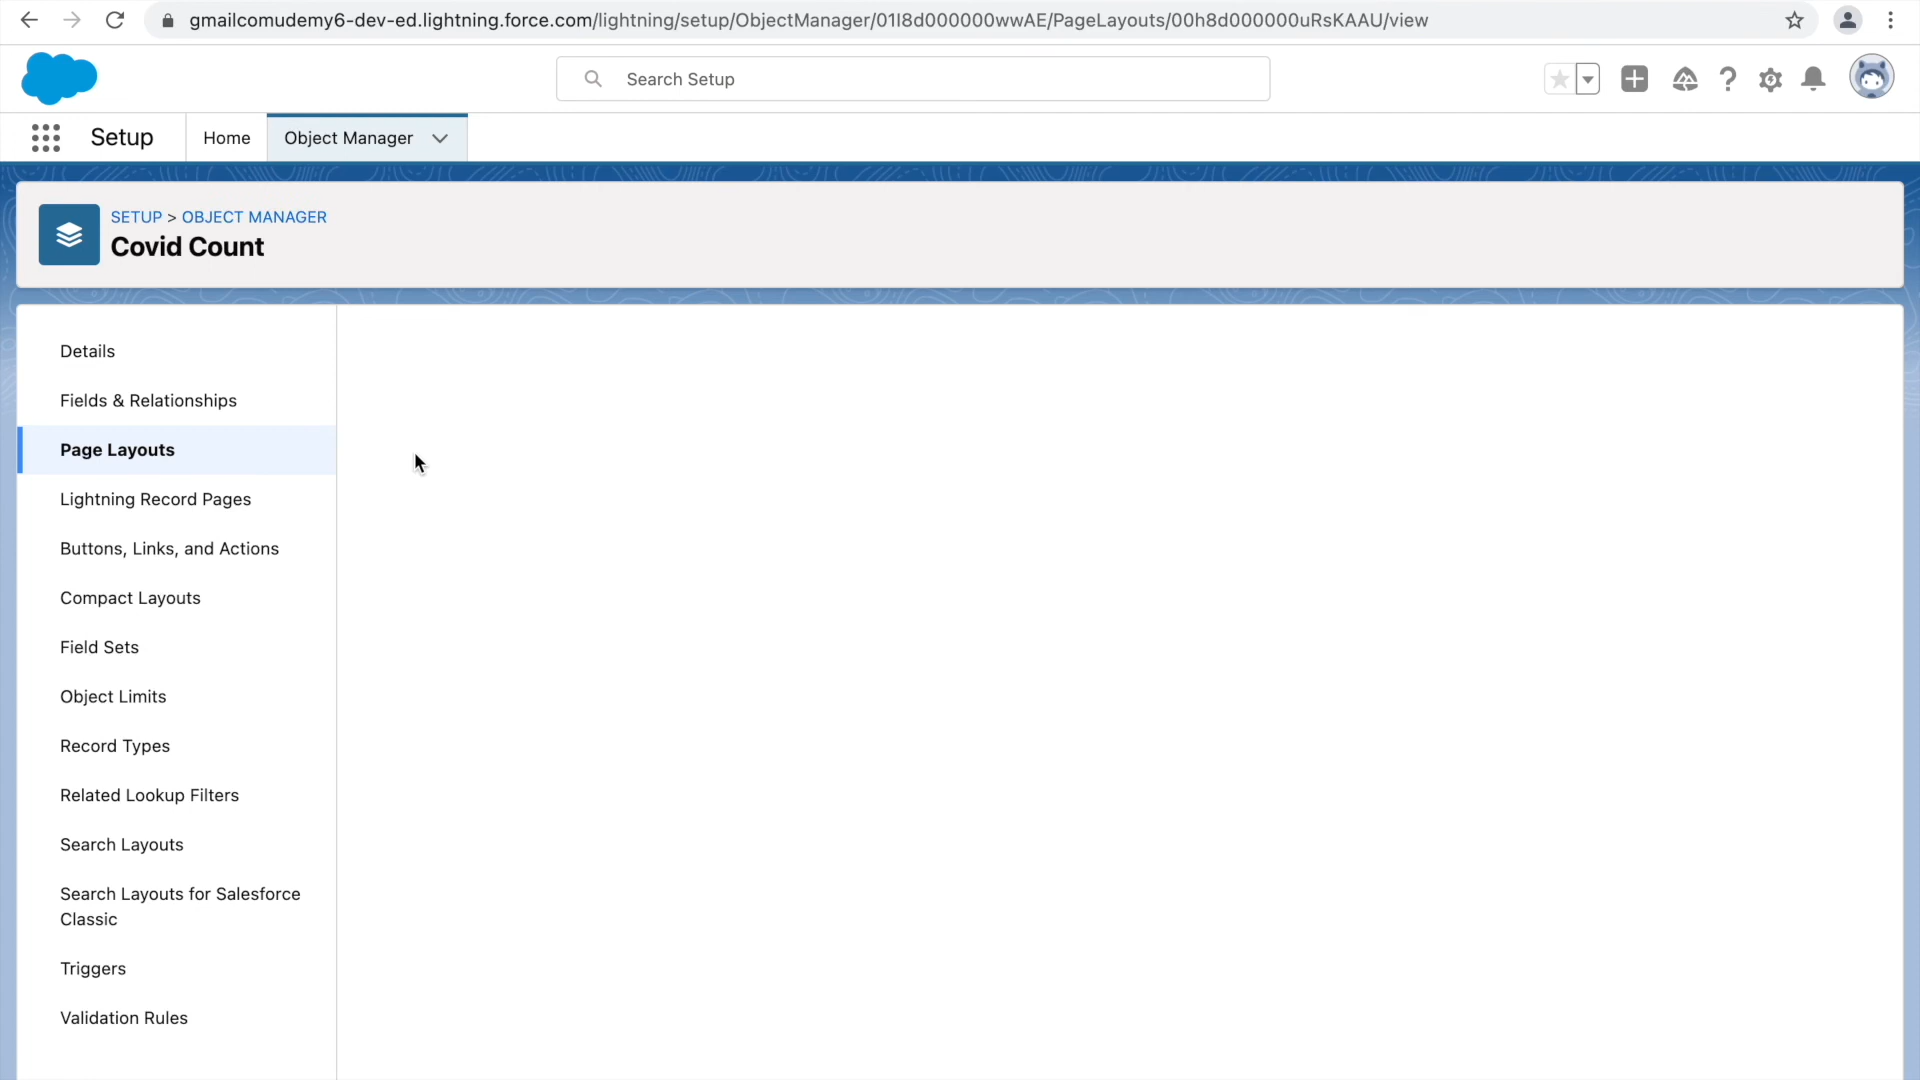 gmailcomudemy6-dev-ed.lightning.force.com/lightning/setup/ObjectManager/01I8d000000wwAE/PageLayouts/00h8d000000uRsKAAU/view
Search Setup
Setup
Home
Object Manager
SETUP > OBJECT MANAGER
Covid Count
Details
Fields & Relationships
Page Layouts
Lightning Record Pages
Buttons, Links, and Actions
Compact Layouts
Field Sets
Object Limits
Record Types
Related Lookup Filters
Search Layouts
Search Layouts for Salesforce
Classic
Triggers
Validation Rules